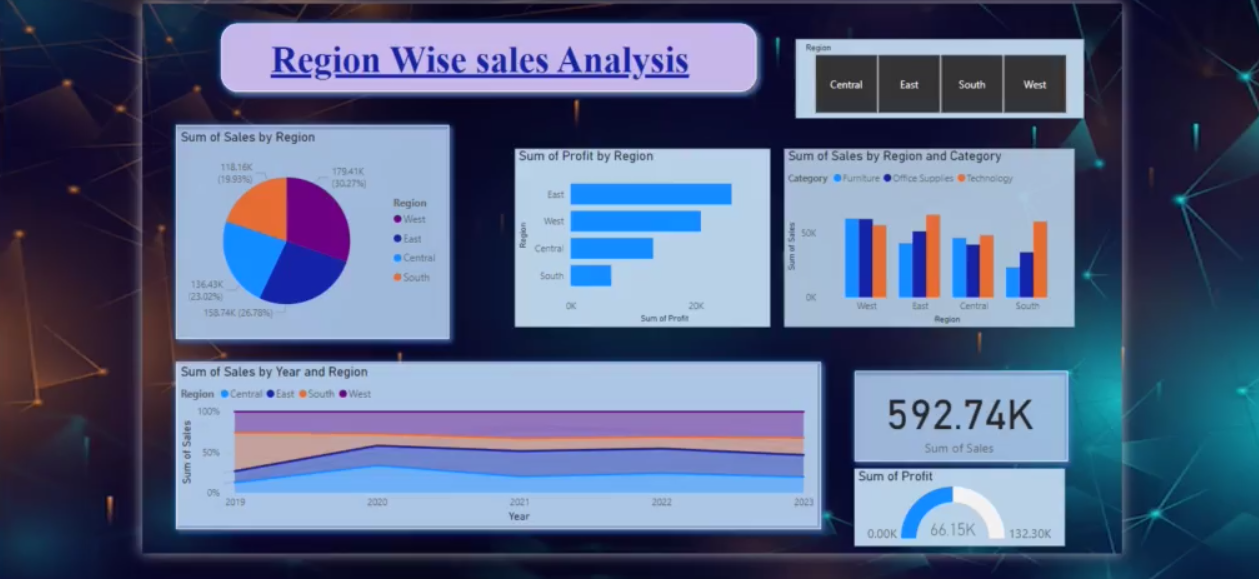 Region Wise sales Analysis
Region
Central East South West
Sum of Sales by Region
118.16K
(19.93%)
179.41K
(30.27%)
136.43K
(23.02%)
158.74K (26.78%)
Region
West
East
Central
South
Sum of Profit by Region
Region
East
West
Central
South
0K 20K
Sum of Profit
Sum of Sales by Region and Category
Category Furniture Office Supplies Technology
Sum of Sales
50K
0K
West East Central South
Region
Sum of Sales by Year and Region
Region Central East South West
Sum of Sales
100%
50%
0%
2019 2020 2021 2022 2023
Year
592.74K
Sum of Sales
Sum of Profit
0.00K 66.15K 132.30K